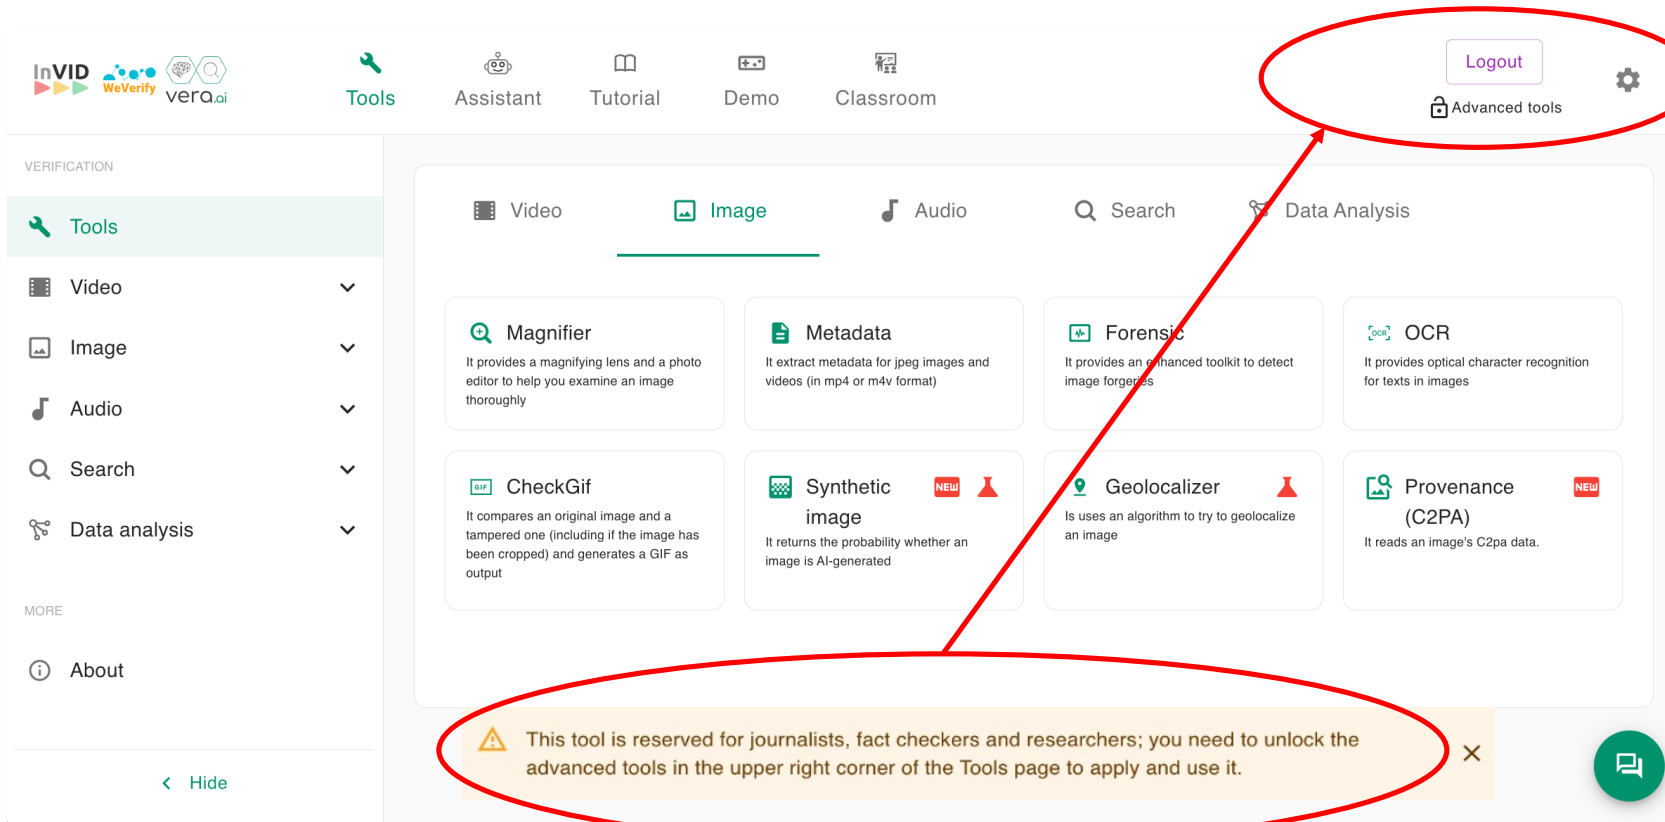 InVID
WeVerify
vera.ai
Tools
Assistant
Tutorial
Demo
Classroom
Logout
Advanced tools
VERIFICATION
Tools
Video
Image
Audio
Search
Data analysis
MORE
About
Hide
Video
Image
Audio
Search
Data Analysis
Magnifier
It provides a magnifying lens and a photo
editor to help you examine an image
thoroughly
Metadata
It extract metadata for jpeg images and
videos (in mp4 or m4v format)
Forensic
It provides an enhanced toolkit to detect
image forgeries
OCR
OCR
It provides optical character recognition
for texts in images
GIF
CheckGif
It compares an original image and a
tampered one (including if the image has
been cropped) and generates a GIF as
output
Synthetic
image
NEW
It returns the probability whether an
image is AI-generated
Geolocalizer
Is uses an algorithm to try to geolocalize
an image
Provenance
(C2PA)
NEW
It reads an image's C2pa data.
This tool is reserved for journalists, fact checkers and researchers; you need to unlock the
advanced tools in the upper right corner of the Tools page to apply and use it.